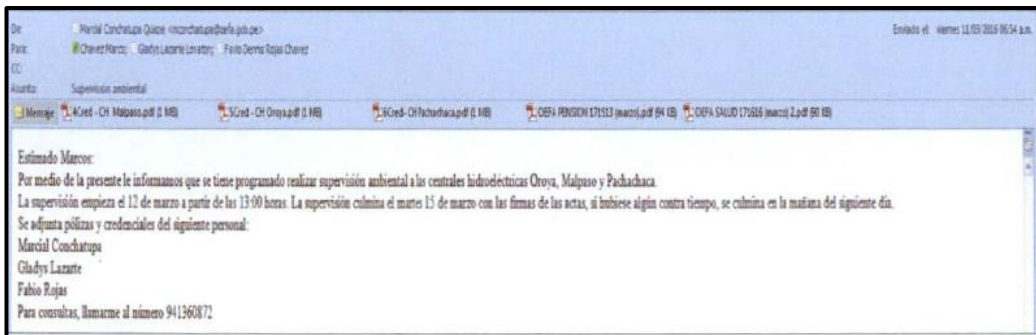 De: Marcial Conchatupa Quispe <mconchatupa@oefa.gob.pe> Enviado el: viernes 11/03/2016 06:54 a.m.
Para: Chavez Marco; Gladys Lazarte Lovaton; Favio Dennis Rojas Chavez
CC:
Asunto: Supervisión ambiental
Mensaje 4Cred - CH Malpaso.pdf (1 MB) 5Cred - CH Oroya.pdf (1 MB) 6Cred- CH Pachachaca.pdf (1 MB) OEFA PENSION 171513 (marzo).pdf (94 KB) OEFA SALUD 171616 (marzo) 2.pdf (90 KB)
Estimado Marcos:
Por medio de la presente le informamos que se tiene programado realizar supervisión ambiental a las centrales hidroeléctricas Oroya, Malpaso y Pachachaca.
La supervisión empieza el 12 de marzo a partir de las 13:00 horas. La supervisión culmina el martes 15 de marzo con las firmas de las actas, si hubiese algún contra tiempo, se culmina en la mañana del siguiente día.
Se adjunta pólizas y credenciales del siguiente personal:
Marcial Conchatupa
Gladys Lazarte
Fabio Rojas
Para consultas, llamarme al número 941360872